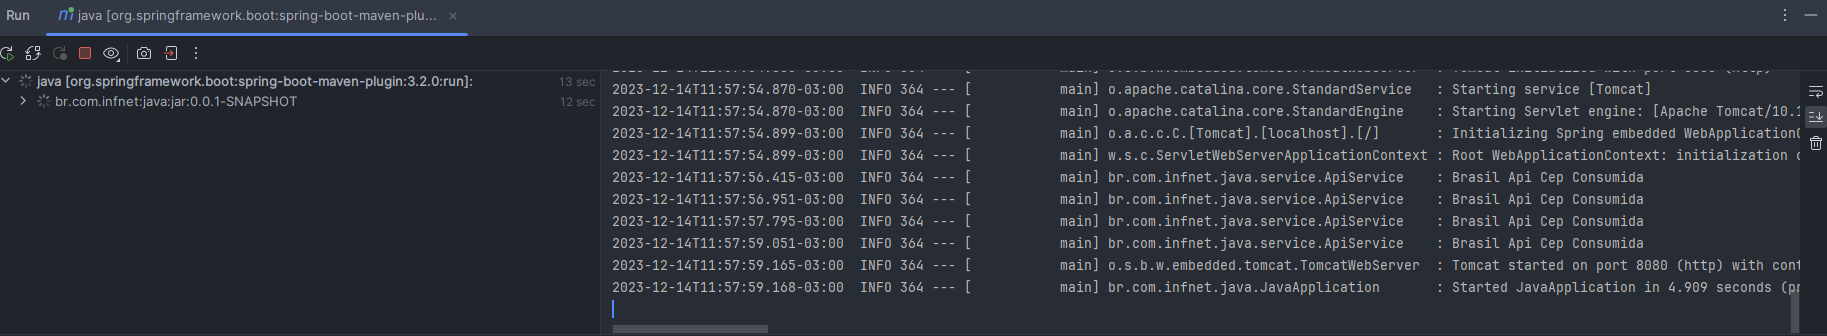 Run
java [org.springframework.boot:spring-boot-maven-plu...
java [org.springframework.boot:spring-boot-maven-plugin:3.2.0:run]: 13 sec
br.com.infnet:java:jar:0.0.1-SNAPSHOT 12 sec
2023-12-14T11:57:54.870-03:00  INFO 364 --- [           main] o.apache.catalina.core.StandardService   : Starting service [Tomcat]
2023-12-14T11:57:54.870-03:00  INFO 364 --- [           main] o.apache.catalina.core.StandardEngine    : Starting Servlet engine: [Apache Tomcat/10.1
2023-12-14T11:57:54.899-03:00  INFO 364 --- [           main] o.a.c.c.C.[Tomcat].[localhost].[/]       : Initializing Spring embedded WebApplicationC
2023-12-14T11:57:54.899-03:00  INFO 364 --- [           main] w.s.c.ServletWebServerApplicationContext : Root WebApplicationContext: initialization c
2023-12-14T11:57:56.415-03:00  INFO 364 --- [           main] br.com.infnet.java.service.ApiService    : Brasil Api Cep Consumida
2023-12-14T11:57:56.951-03:00  INFO 364 --- [           main] br.com.infnet.java.service.ApiService    : Brasil Api Cep Consumida
2023-12-14T11:57:57.795-03:00  INFO 364 --- [           main] br.com.infnet.java.service.ApiService    : Brasil Api Cep Consumida
2023-12-14T11:57:59.051-03:00  INFO 364 --- [           main] br.com.infnet.java.service.ApiService    : Brasil Api Cep Consumida
2023-12-14T11:57:59.165-03:00  INFO 364 --- [           main] o.s.b.w.embedded.tomcat.TomcatWebServer  : Tomcat started on port 8080 (http) with cont
2023-12-14T11:57:59.168-03:00  INFO 364 --- [           main] br.com.infnet.java.JavaApplication       : Started JavaApplication in 4.909 seconds (pr